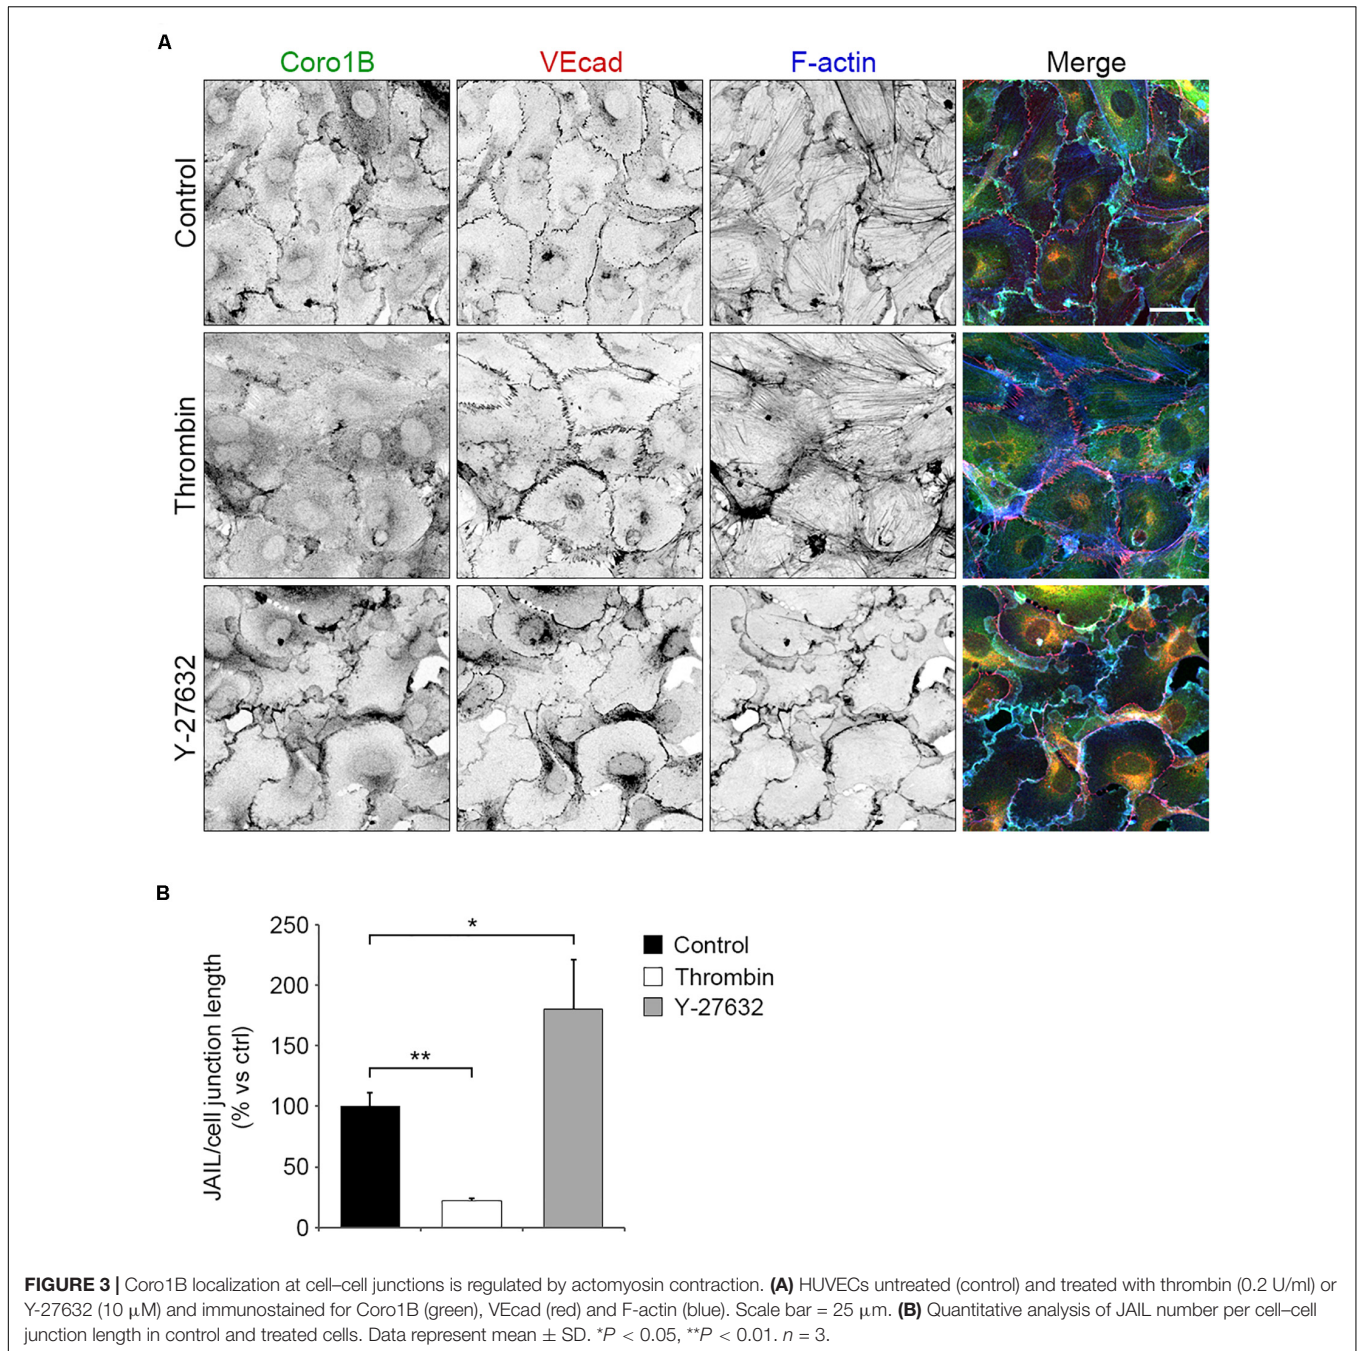 A
Coro1B VEcad F-actin Merge
Control
Thrombin
Y-27632
B
250
200
150
100
50
0
JAIL/cell junction length
(% vs ctrl)
*
**
Control
Thrombin
Y-27632
FIGURE 3 | Coro1B localization at cell–cell junctions is regulated by actomyosin contraction. (A) HUVECs untreated (control) and treated with thrombin (0.2 U/ml) or
Y-27632 (10 μM) and immunostained for Coro1B (green), VEcad (red) and F-actin (blue). Scale bar = 25 μm. (B) Quantitative analysis of JAIL number per cell–cell
junction length in control and treated cells. Data represent mean ± SD. *P < 0.05, **P < 0.01. n = 3.